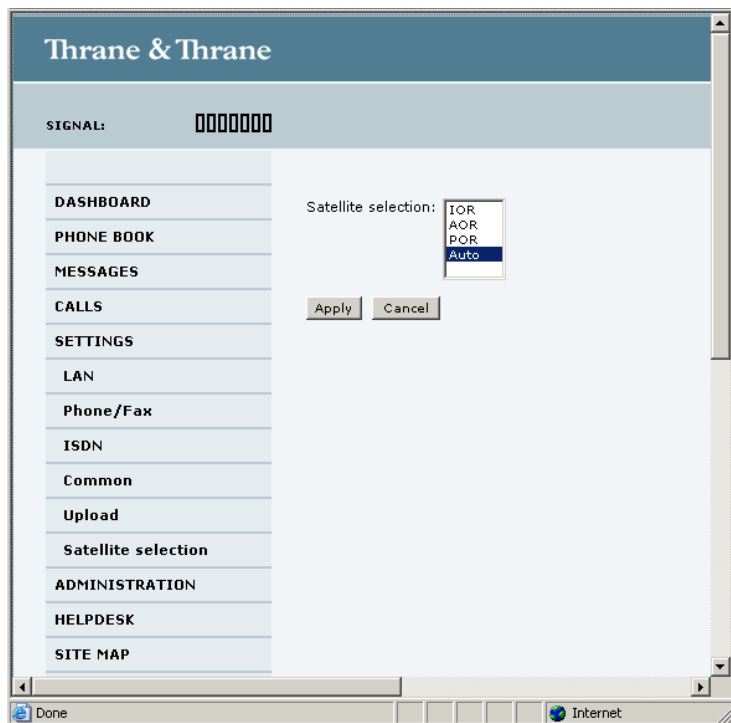 Thrane & Thrane
SIGNAL:
DASHBOARD
PHONE BOOK
MESSAGES
CALLS
SETTINGS
LAN
Phone/Fax
ISDN
Common
Upload
Satellite selection
ADMINISTRATION
HELPDESK
SITE MAP
Satellite selection:
IOR
AOR
POR
Auto
Apply Cancel
Done Internet